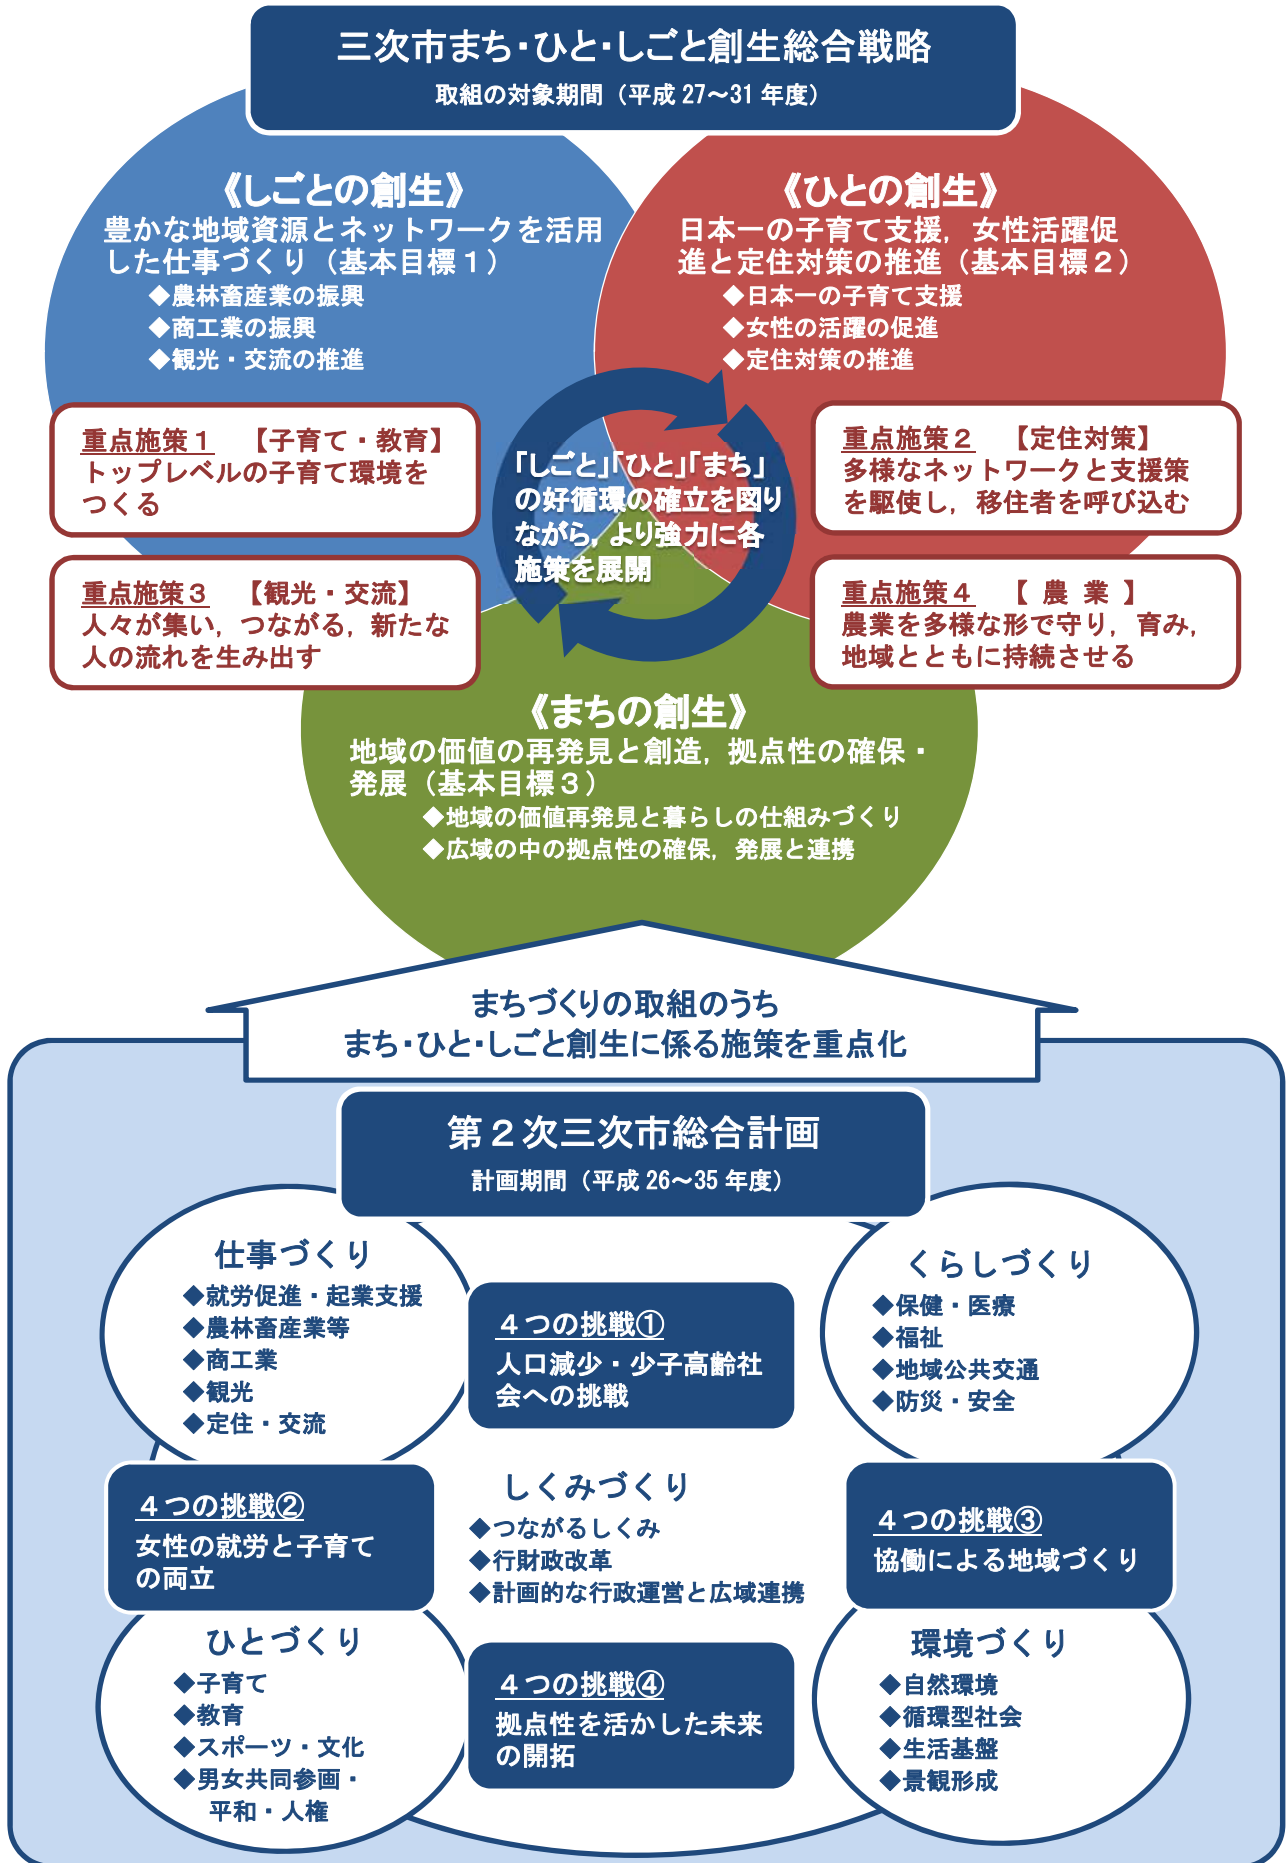 三次市まち・ひと・しごと創生総合戦略
取組の対象期間（平成 27～31 年度）
《しごとの創生》
豊かな地域資源とネットワークを活用
した仕事づくり（基本目標１）
◆農林畜産業の振興
◆商工業の振興
◆観光・交流の推進
《ひとの創生》
日本一の子育て支援，女性活躍促
進と定住対策の推進（基本目標２）
◆日本一の子育て支援
◆女性の活躍の促進
◆定住対策の推進
重点施策１　【子育て・教育】
トップレベルの子育て環境を
つくる
重点施策２　【定住対策】
多様なネットワークと支援策
を駆使し，移住者を呼び込む
「しごと」「ひと」「まち」
の好循環の確立を図り
ながら，より強力に各
施策を展開
重点施策３　【観光・交流】
人々が集い，つながる，新たな
人の流れを生み出す
重点施策４　【 農 業 】
農業を多様な形で守り，育み，
地域とともに持続させる
《まちの創生》
地域の価値の再発見と創造，拠点性の確保・
発展（基本目標３）
◆地域の価値再発見と暮らしの仕組みづくり
◆広域の中の拠点性の確保，発展と連携
まちづくりの取組のうち
まち・ひと・しごと創生に係る施策を重点化
第２次三次市総合計画
計画期間（平成 26～35 年度）
仕事づくり
◆就労促進・起業支援
◆農林畜産業等
◆商工業
◆観光
◆定住・交流
４つの挑戦①
人口減少・少子高齢社
会への挑戦
くらしづくり
◆保健・医療
◆福祉
◆地域公共交通
◆防災・安全
４つの挑戦②
女性の就労と子育て
の両立
しくみづくり
◆つながるしくみ
◆行財政改革
◆計画的な行政運営と広域連携
４つの挑戦③
協働による地域づくり
ひとづくり
◆子育て
◆教育
◆スポーツ・文化
◆男女共同参画・
平和・人権
４つの挑戦④
拠点性を活かした未来
の開拓
環境づくり
◆自然環境
◆循環型社会
◆生活基盤
◆景観形成